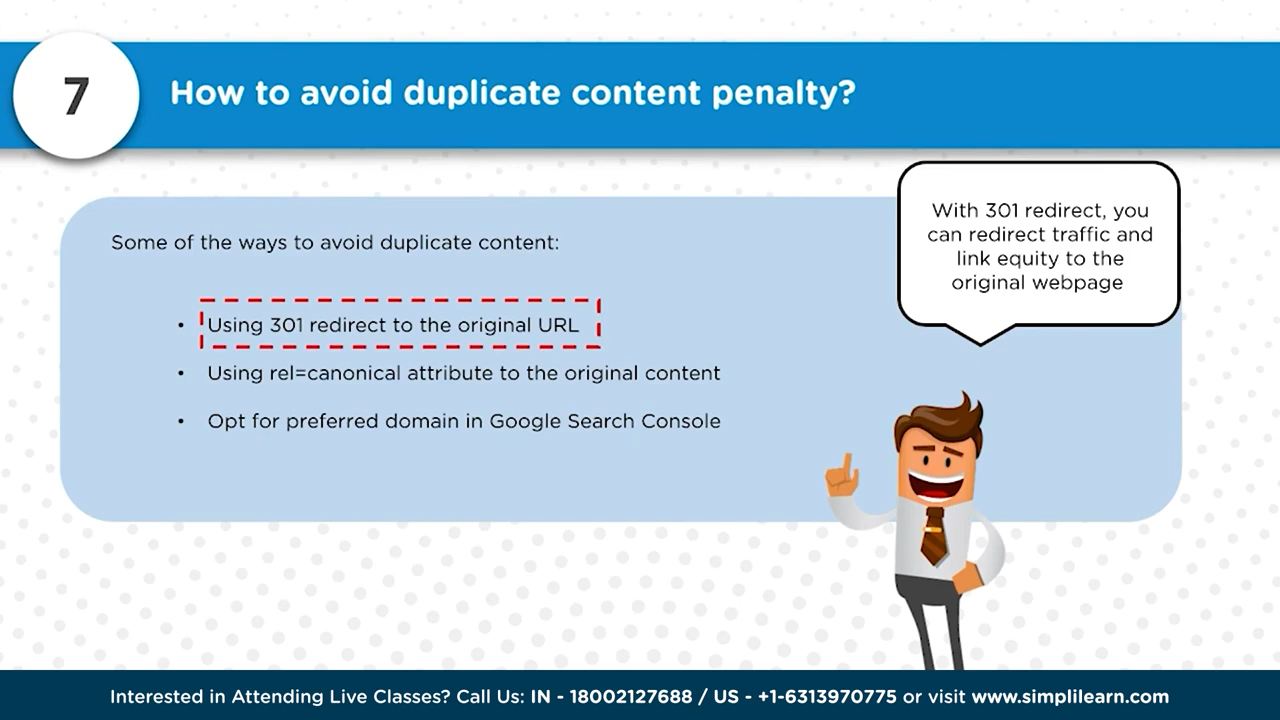 7
How to avoid duplicate content penalty?
With 301 redirect, you
can redirect traffic and
link equity to the
original webpage
Some of the ways to avoid duplicate content:
• Using 301 redirect to the original URL
• Using rel=canonical attribute to the original content
• Opt for preferred domain in Google Search Console
Interested in Attending Live Classes? Call Us: IN - 18002127688 / US - +1-6313970775 or visit www.simplilearn.com